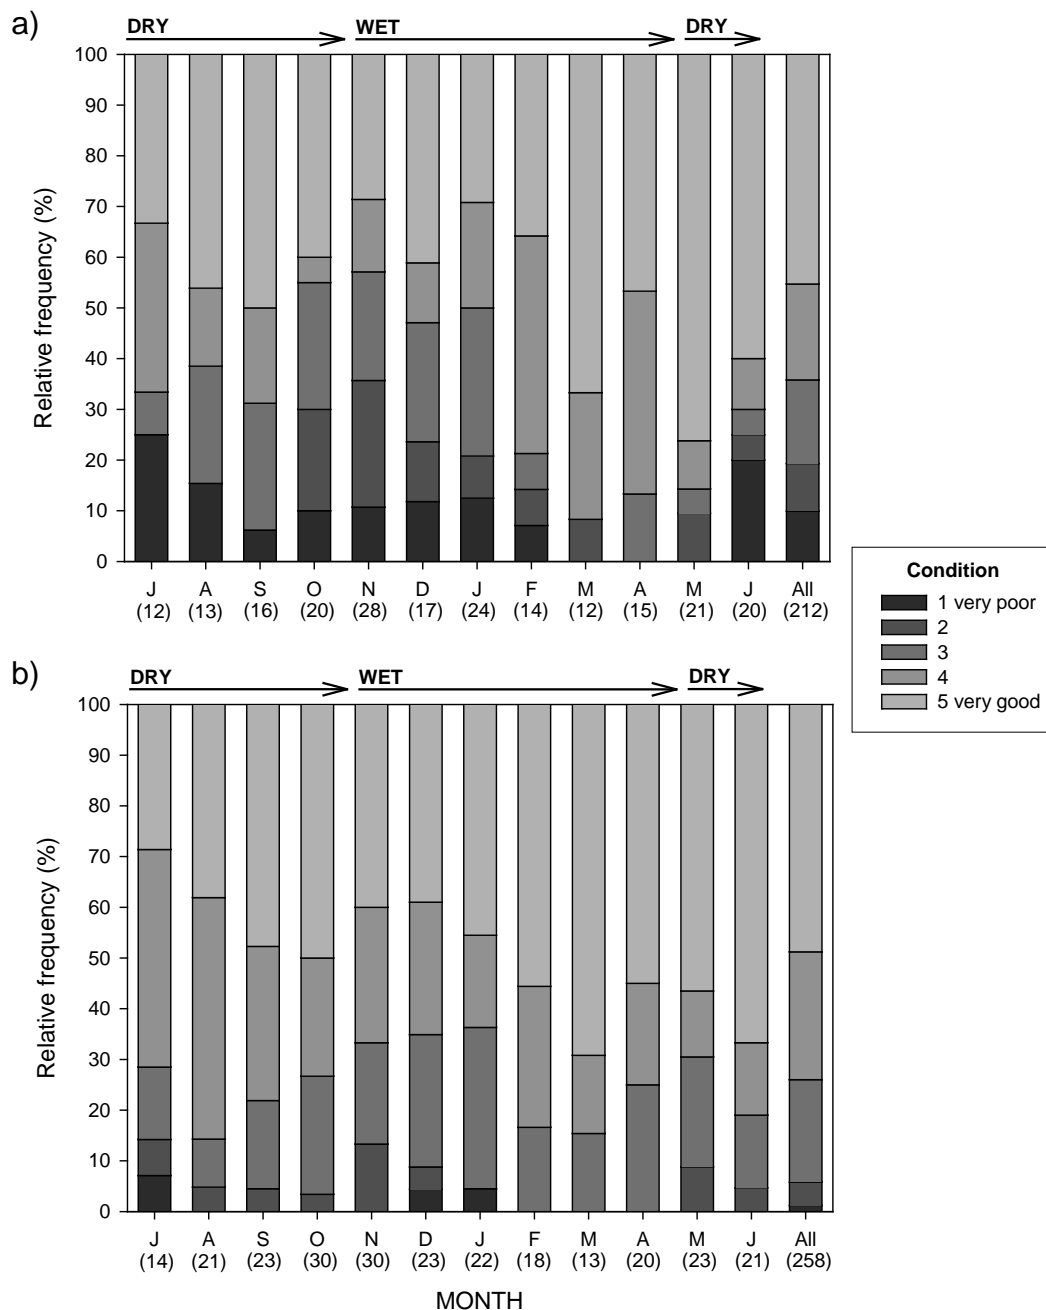 a)
DRY WET DRY
100
90
80
70
60
50
40
30
20
10
0
Relative frequency (%)
J A S O N D J F M A M J All
(12) (13) (16) (20) (28) (17) (24) (14) (12) (15) (21) (20) (212)
Condition
1 very poor
2
3
4
5 very good
b)
DRY WET DRY
100
90
80
70
60
50
40
30
20
10
0
Relative frequency (%)
J A S O N D J F M A M J All
(14) (21) (23) (30) (30) (23) (22) (18) (13) (20) (23) (21) (258)
MONTH